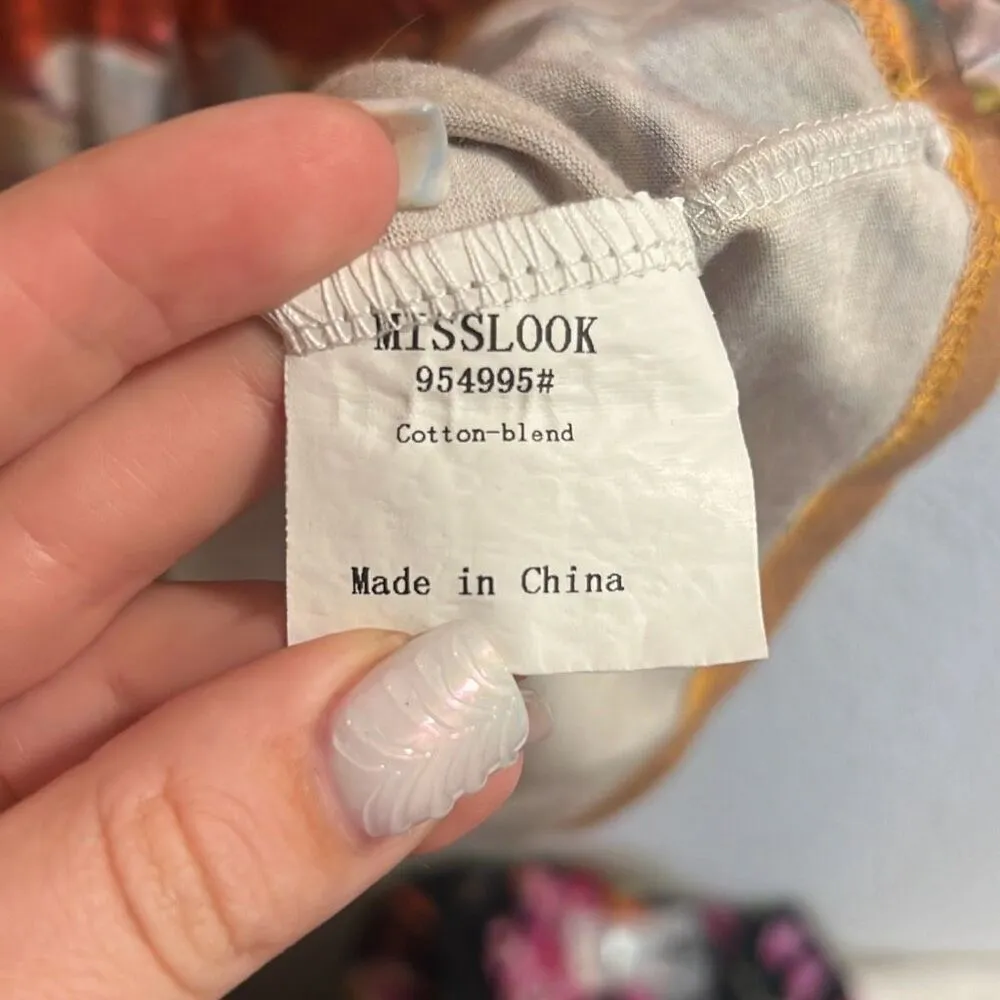 MISSLOOK
954995#
Cotton-blend
Made in China